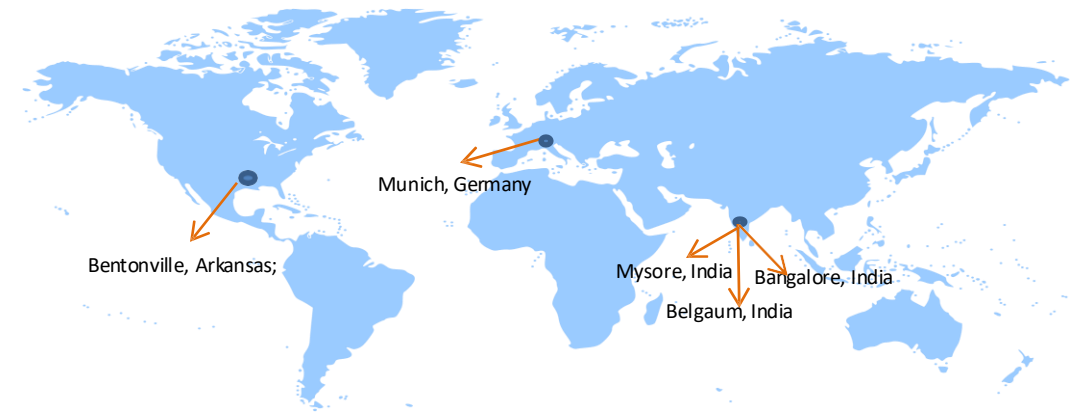 Munich, Germany
Bentonville, Arkansas;
Mysore, India
Bangalore, India
Belgaum, India